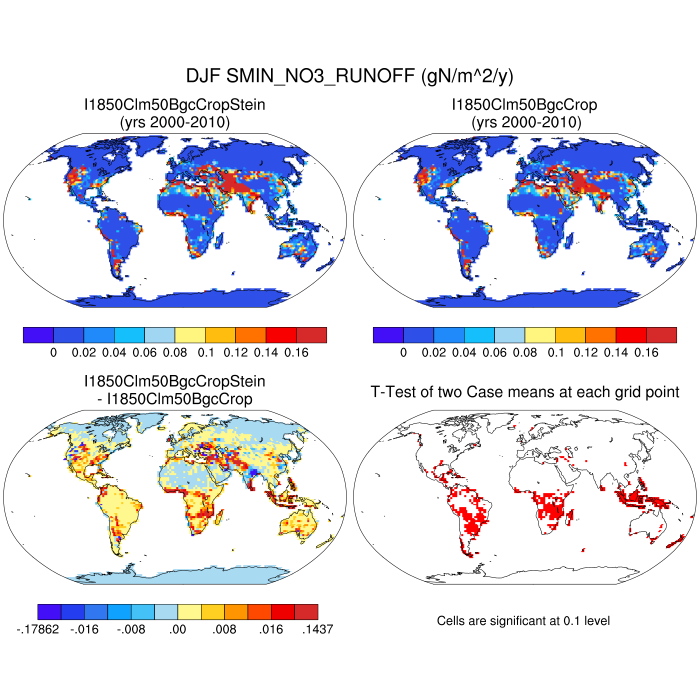 DJF SMIN_NO3_RUNOFF (gN/m^2/y)
I1850Clm50BgcCropStein
(yrs 2000-2010)
I1850Clm50BgcCrop
(yrs 2000-2010)
0 0.02 0.04 0.06 0.08 0.1 0.12 0.14 0.16
0 0.02 0.04 0.06 0.08 0.1 0.12 0.14 0.16
I1850Clm50BgcCropStein
- I1850Clm50BgcCrop
T-Test of two Case means at each grid point
-.17862 -.016 -.008 .00 .008 .016 .1437
Cells are significant at 0.1 level